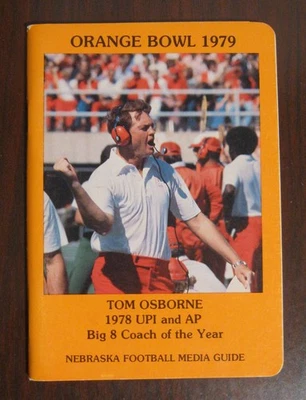 ORANGE BOWL 1979
TOM OSBORNE
1978 UPI and AP
Big 8 Coach of the Year
NEBRASKA FOOTBALL MEDIA GUIDE